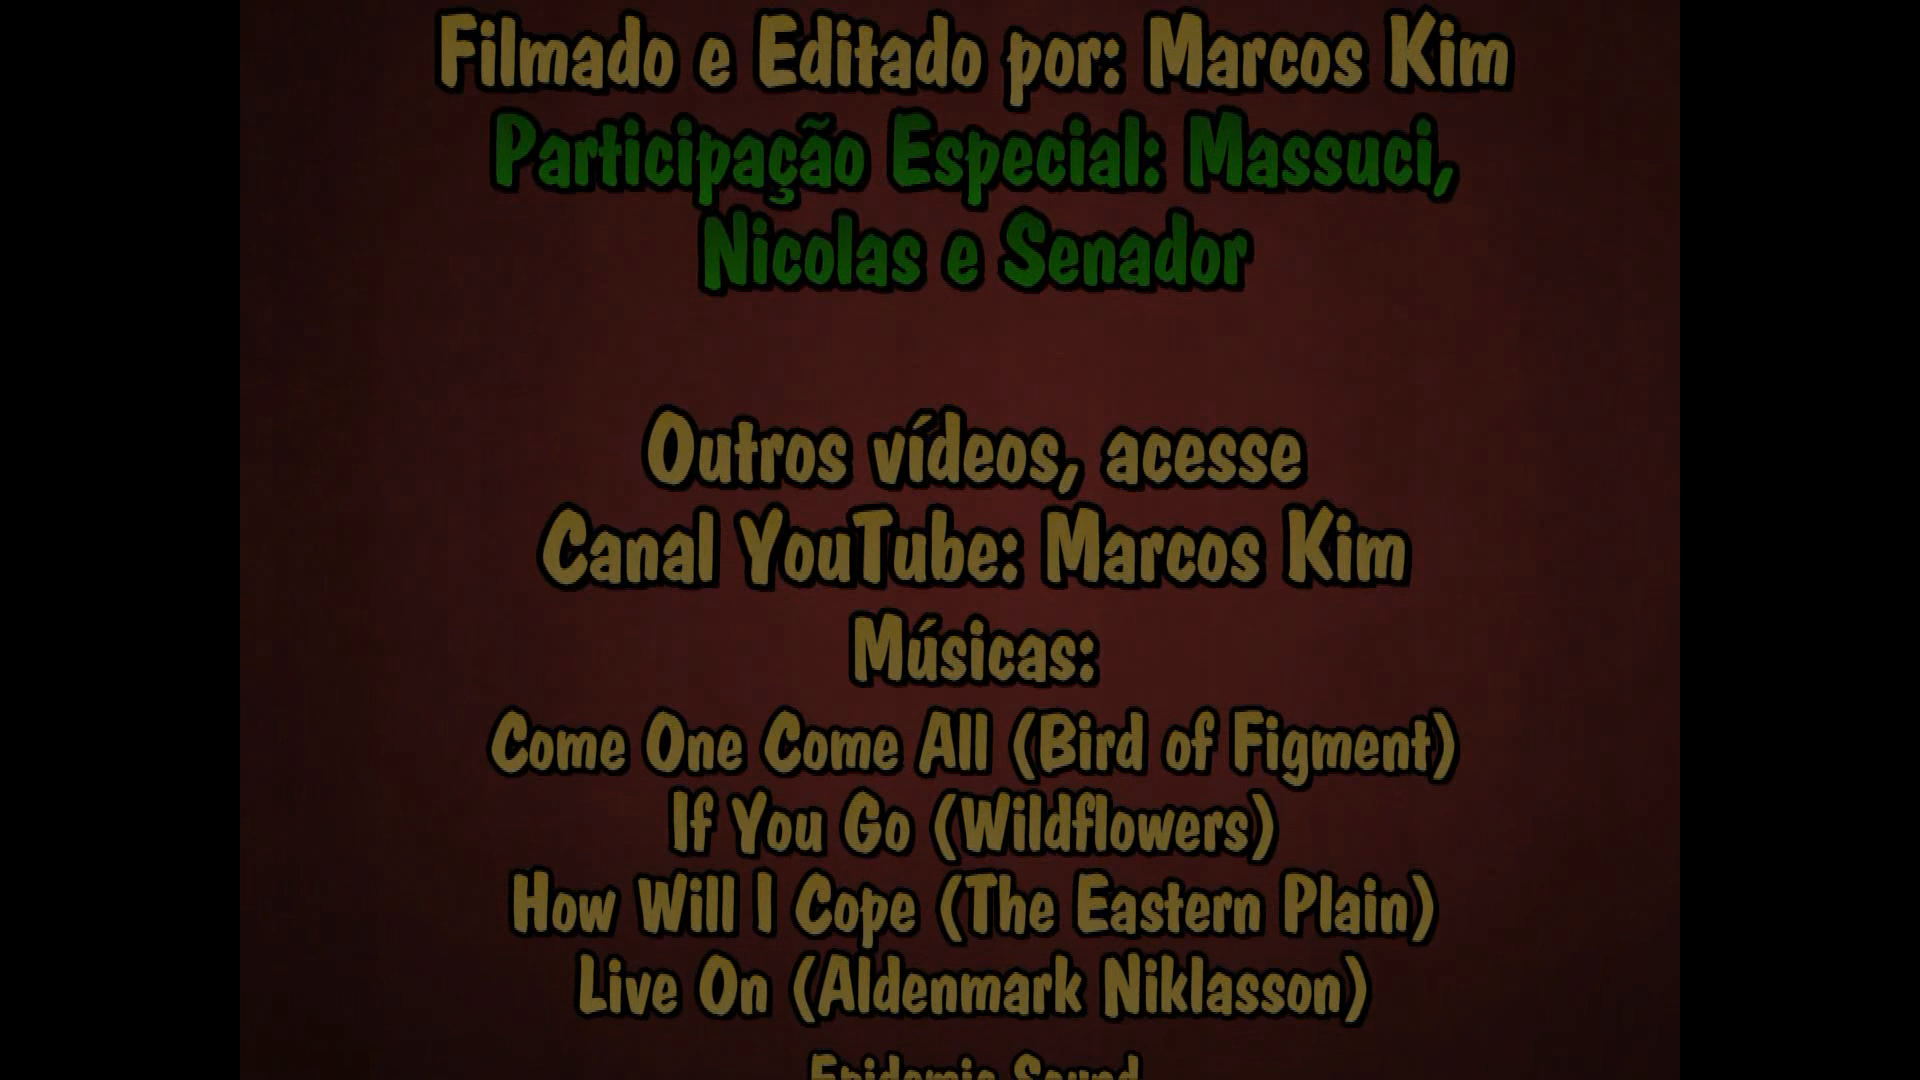 Filmado e Editado por: Marcos Kim
Participação Especial: Massuci,
Nicolas e Senador
Outros vídeos, acesse
Canal YouTube: Marcos Kim
Músicas:
Come One Come All (Bird of Figment)
If You Go (Wildflowers)
How Will I Cope (The Eastern Plain)
Live On (Aldenmark Niklasson)
Epidemic Sound